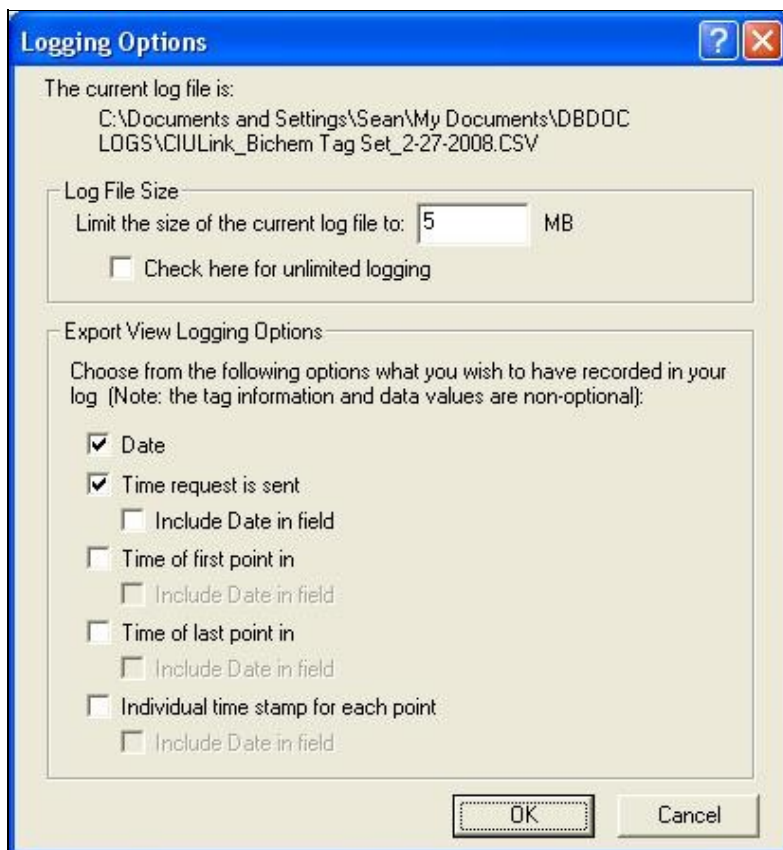 Logging Options
The current log file is:
C:\Documents and Settings\Sean\My Documents\DBDOC
LOGS\CIULink_Bichem Tag Set_2-27-2008.CSV
Log File Size
Limit the size of the current log file to: 5 MB
Check here for unlimited logging
Export View Logging Options
Choose from the following options what you wish to have recorded in your
log (Note: the tag information and data values are non-optional):
Date
Time request is sent
Include Date in field
Time of first point in
Include Date in field
Time of last point in
Include Date in field
Individual time stamp for each point
Include Date in field
OK Cancel